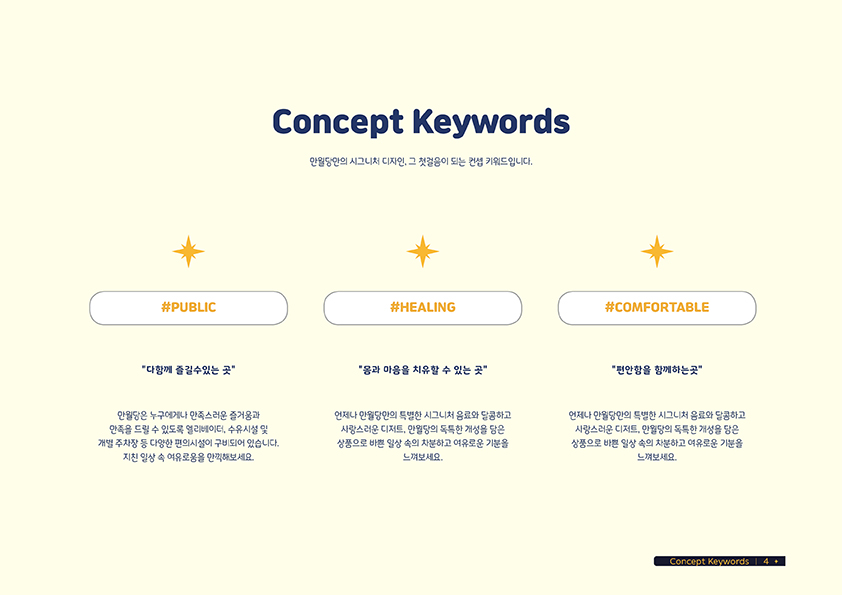 Concept Keywords
만월당만의 시그니처 디자인, 그 첫걸음이 되는 컨셉 키워드입니다.
#PUBLIC
"다함께 즐길수있는 곳"
만월당은 누구에게나 만족스러운 즐거움과
만족을 드릴 수 있도록 엘리베이터, 수유시설 및
개별 주차장 등 다양한 편의시설이 구비되어 있습니다.
지친 일상 속 여유로움을 만끽해보세요.
#HEALING
"몸과 마음을 치유할 수 있는 곳"
언제나 만월당만의 특별한 시그니처 음료와 달콤하고
사랑스러운 디저트, 만월당의 독특한 개성을 담은
상품으로 바쁜 일상 속의 차분하고 여유로운 기분을
느껴보세요.
#COMFORTABLE
"편안함을 함께하는곳"
언제나 만월당만의 특별한 시그니처 음료와 달콤하고
사랑스러운 디저트, 만월당의 독특한 개성을 담은
상품으로 바쁜 일상 속의 차분하고 여유로운 기분을
느껴보세요.
Concept Keywords | 4